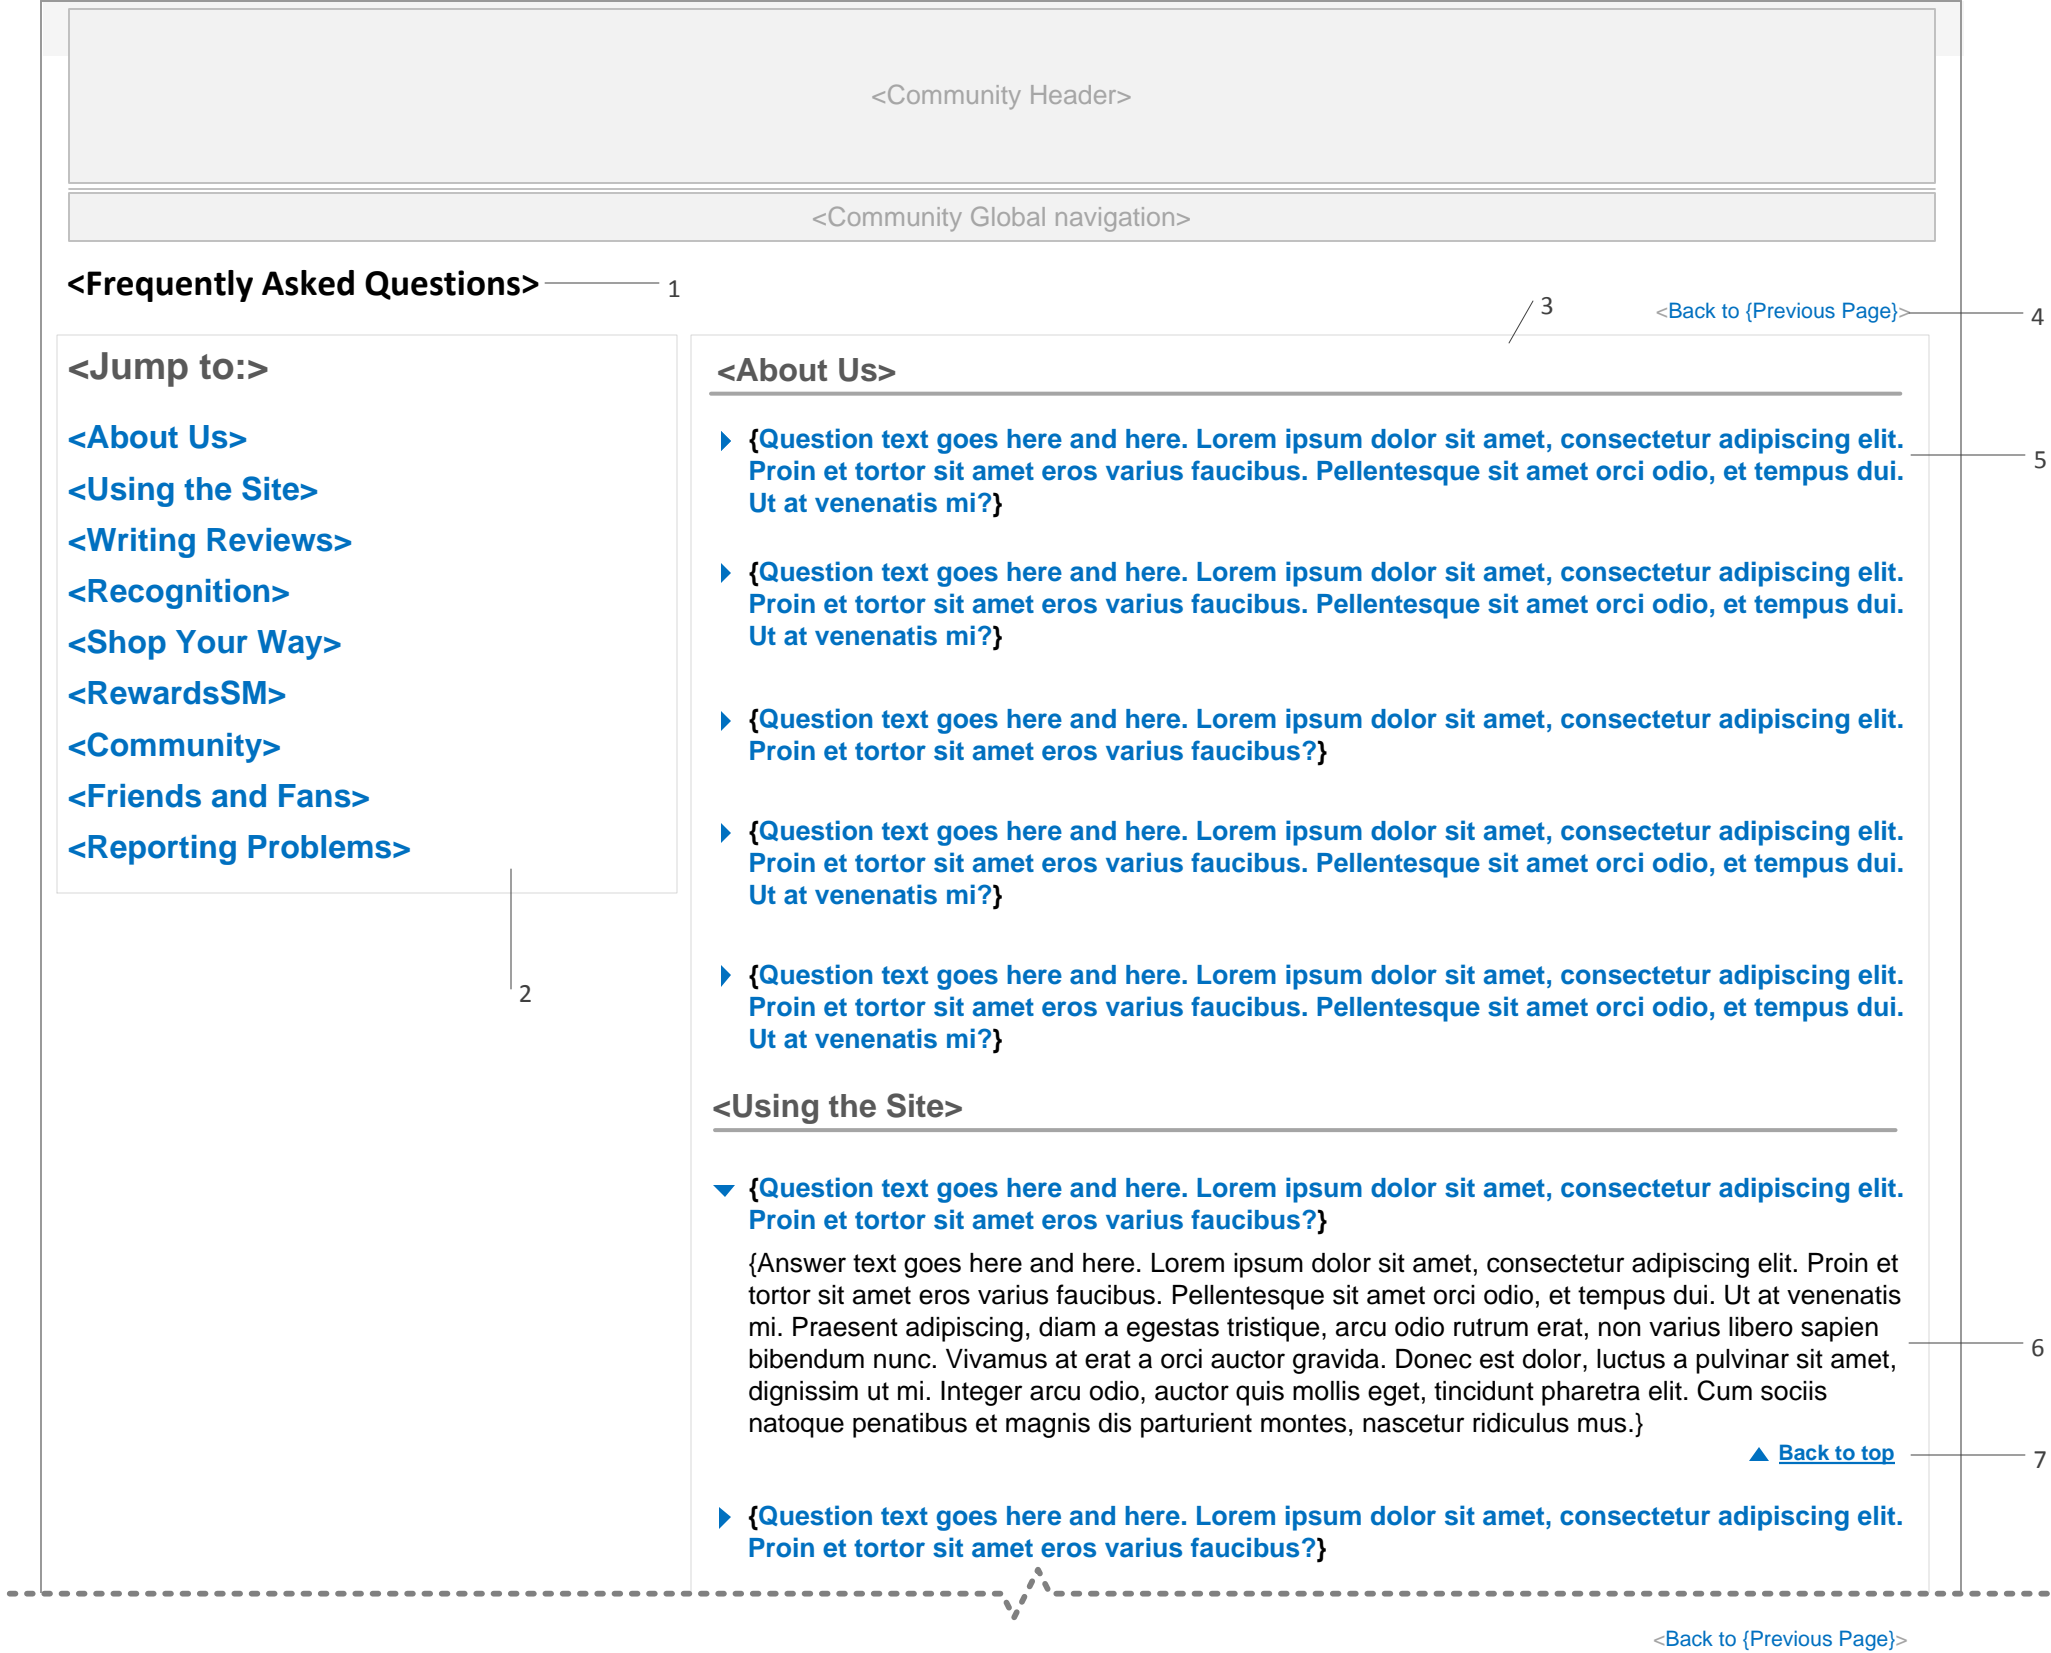 <Community Header>
<Community Global navigation>
<Frequently Asked Questions>
1
3
<Back to {Previous Page}>
4
<Jump to:>
<About Us>
<Using the Site>
<Writing Reviews>
<Recognition>
<Shop Your Way>
<RewardsSM>
<Community>
<Friends and Fans>
<Reporting Problems>
2
<About Us>
{Question text goes here and here. Lorem ipsum dolor sit amet, consectetur adipiscing elit.
Proin et tortor sit amet eros varius faucibus. Pellentesque sit amet orci odio, et tempus dui.
Ut at venenatis mi?}
5
{Question text goes here and here. Lorem ipsum dolor sit amet, consectetur adipiscing elit.
Proin et tortor sit amet eros varius faucibus. Pellentesque sit amet orci odio, et tempus dui.
Ut at venenatis mi?}
{Question text goes here and here. Lorem ipsum dolor sit amet, consectetur adipiscing elit.
Proin et tortor sit amet eros varius faucibus?}
{Question text goes here and here. Lorem ipsum dolor sit amet, consectetur adipiscing elit.
Proin et tortor sit amet eros varius faucibus. Pellentesque sit amet orci odio, et tempus dui.
Ut at venenatis mi?}
{Question text goes here and here. Lorem ipsum dolor sit amet, consectetur adipiscing elit.
Proin et tortor sit amet eros varius faucibus. Pellentesque sit amet orci odio, et tempus dui.
Ut at venenatis mi?}
<Using the Site>
{Question text goes here and here. Lorem ipsum dolor sit amet, consectetur adipiscing elit.
Proin et tortor sit amet eros varius faucibus?}
{Answer text goes here and here. Lorem ipsum dolor sit amet, consectetur adipiscing elit. Proin et
tortor sit amet eros varius faucibus. Pellentesque sit amet orci odio, et tempus dui. Ut at venenatis
mi. Praesent adipiscing, diam a egestas tristique, arcu odio rutrum erat, non varius libero sapien
bibendum nunc. Vivamus at erat a orci auctor gravida. Donec est dolor, luctus a pulvinar sit amet,
dignissim ut mi. Integer arcu odio, auctor quis mollis eget, tincidunt pharetra elit. Cum sociis
natoque penatibus et magnis dis parturient montes, nascetur ridiculus mus.}
6
Back to top
7
{Question text goes here and here. Lorem ipsum dolor sit amet, consectetur adipiscing elit.
Proin et tortor sit amet eros varius faucibus?}
<Back to {Previous Page}>